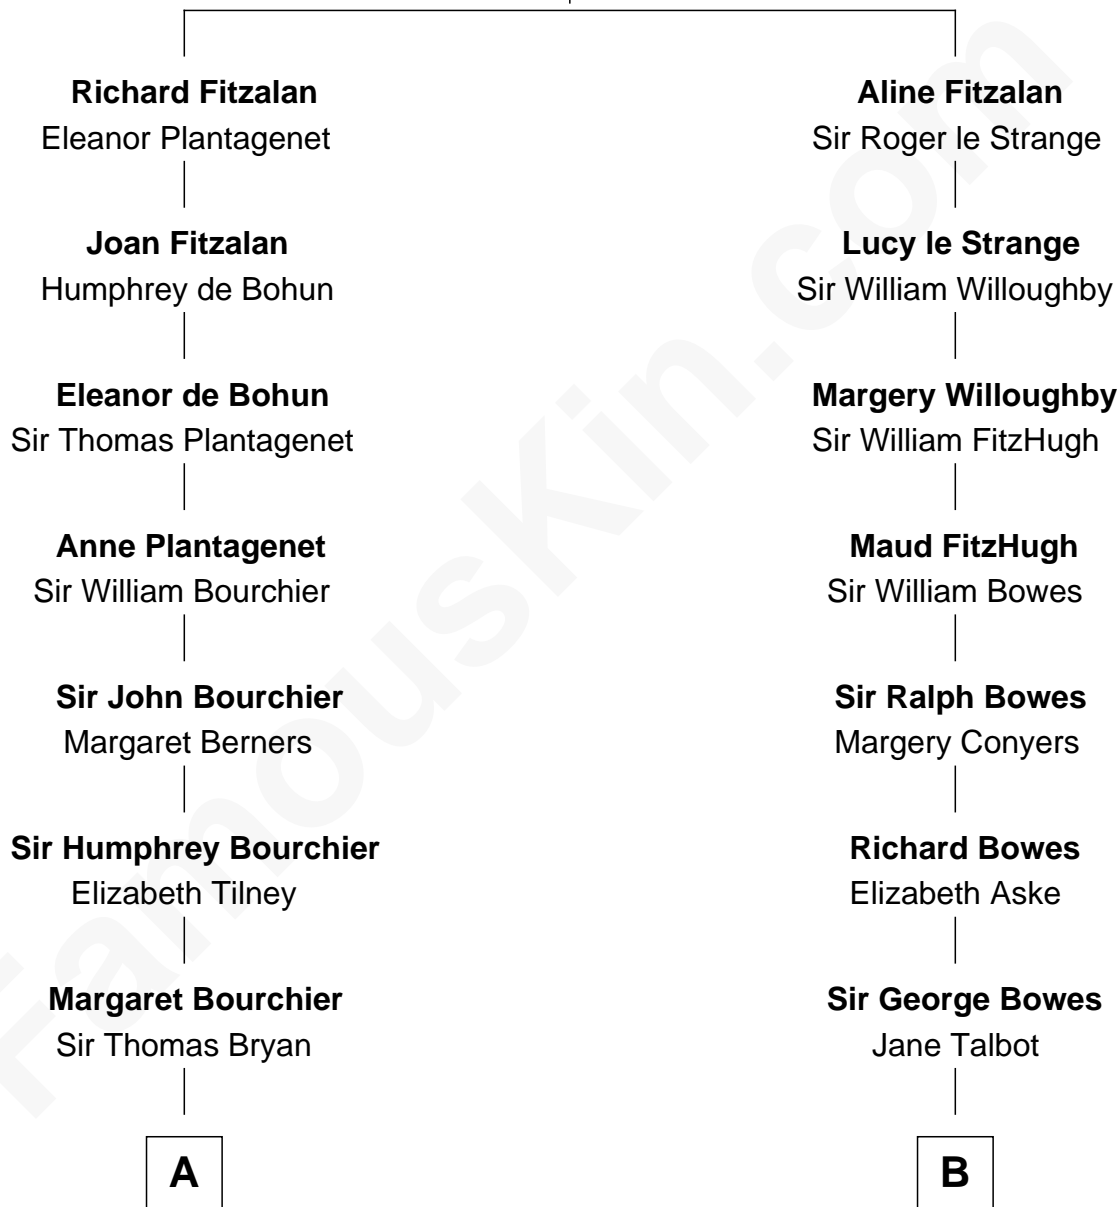 Richard Fitzalan
Eleanor Plantagenet
Joan Fitzalan
Humphrey de Bohun
Eleanor de Bohun
Sir Thomas Plantagenet
Anne Plantagenet
Sir William Bourchier
Sir John Bourchier
Margaret Berners
Sir Humphrey Bourchier
Elizabeth Tilney
Margaret Bourchier
Sir Thomas Bryan
A
Aline Fitzalan
Sir Roger le Strange
Lucy le Strange
Sir William Willoughby
Margery Willoughby
Sir William FitzHugh
Maud FitzHugh
Sir William Bowes
Sir Ralph Bowes
Margery Conyers
Richard Bowes
Elizabeth Aske
Sir George Bowes
Jane Talbot
B
FamousKin.com